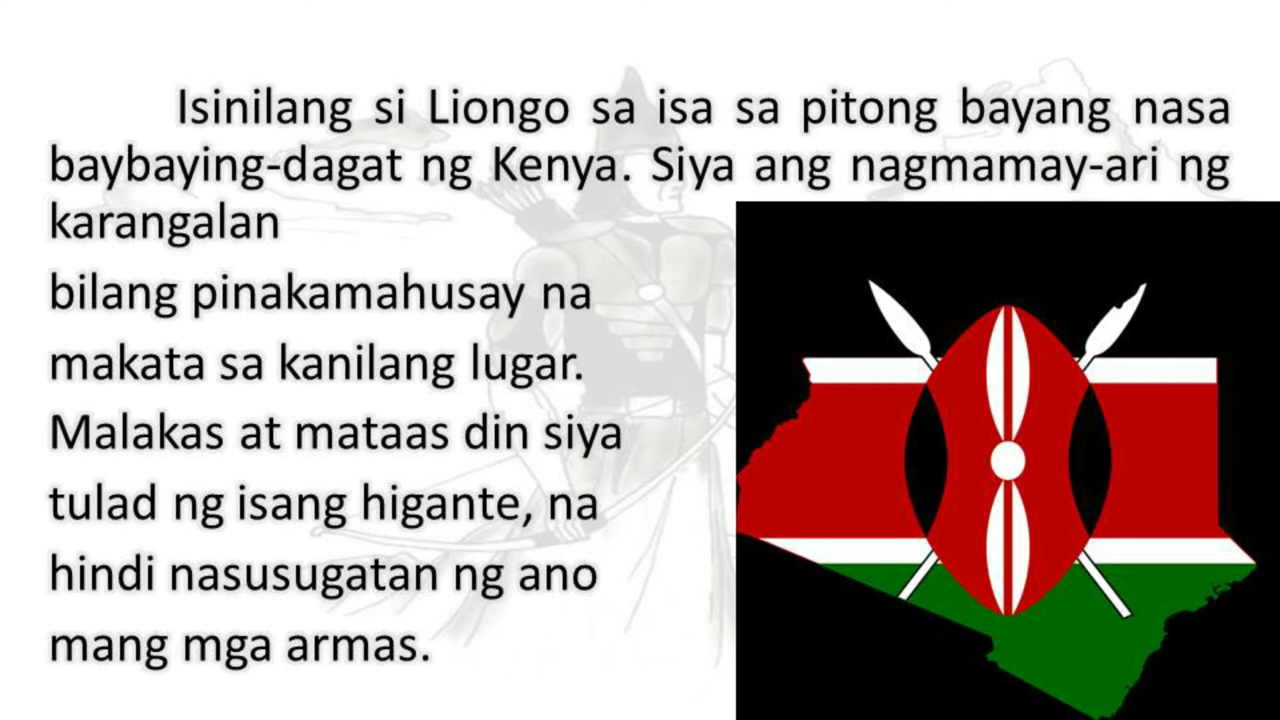 Isinilang si Liongo sa isa sa pitong bayang nasa
baybaying-dagat ng Kenya. Siya ang nagmamay-ari ng
karangalan
bilang pinakamahusay na
makata sa kanilang lugar.
Malakas at mataas din siya
tulad ng isang higante, na
hindi nasusugatan ng ano
mang mga armas.